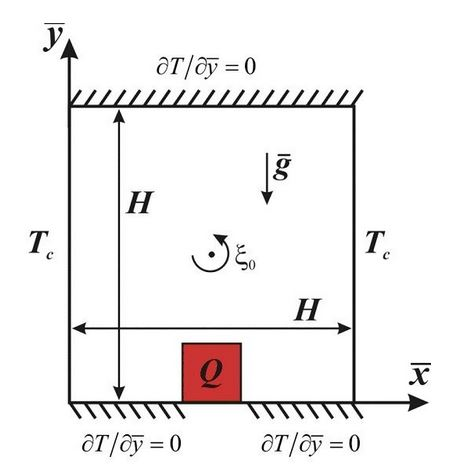 y̅
∂T/∂y̅ = 0
g̅
H
T_c
T_c
ξ₀
H
Q
x̅
∂T/∂y̅ = 0
∂T/∂y̅ = 0